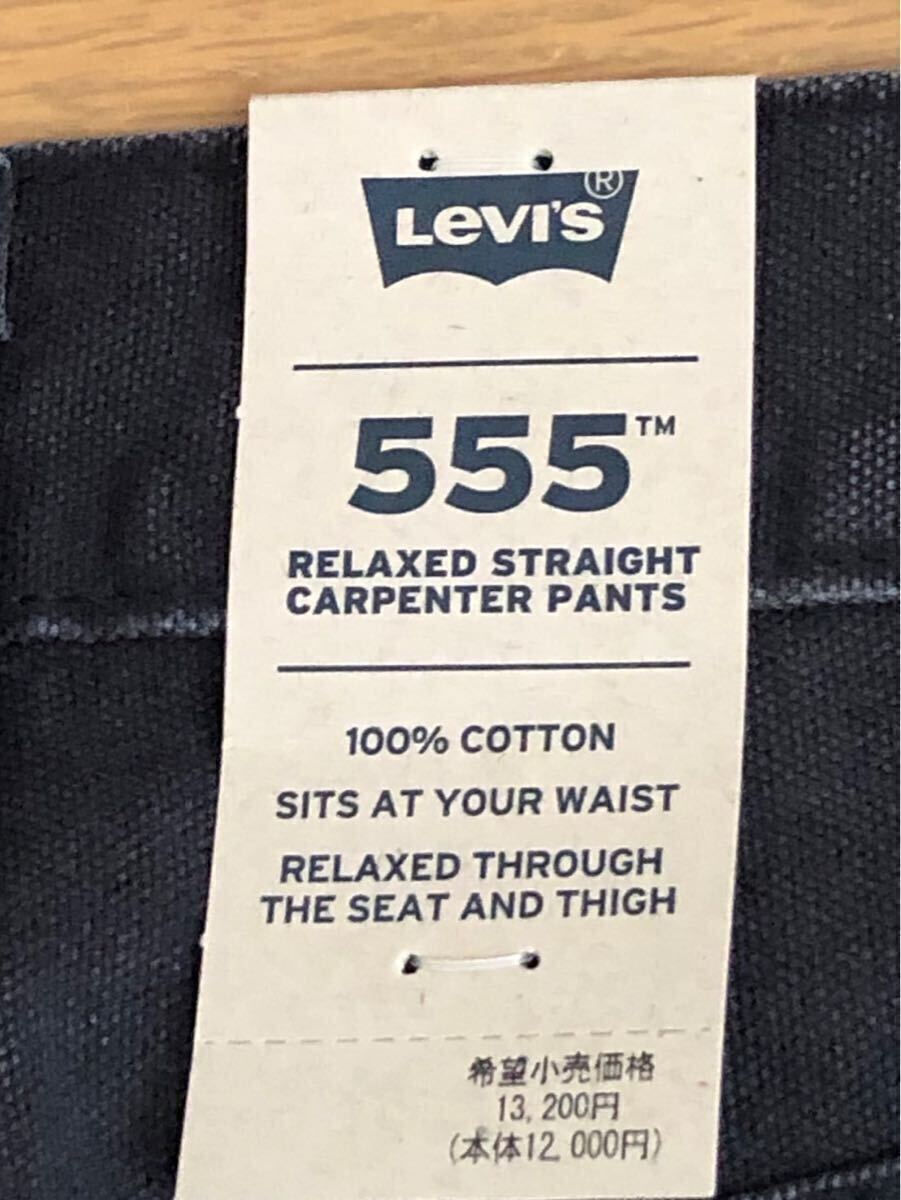 Levi's®
555™
RELAXED STRAIGHT
CARPENTER PANTS
100% COTTON
SITS AT YOUR WAIST
RELAXED THROUGH
THE SEAT AND THIGH
希望小売価格
13,200円
(本体12,000円)